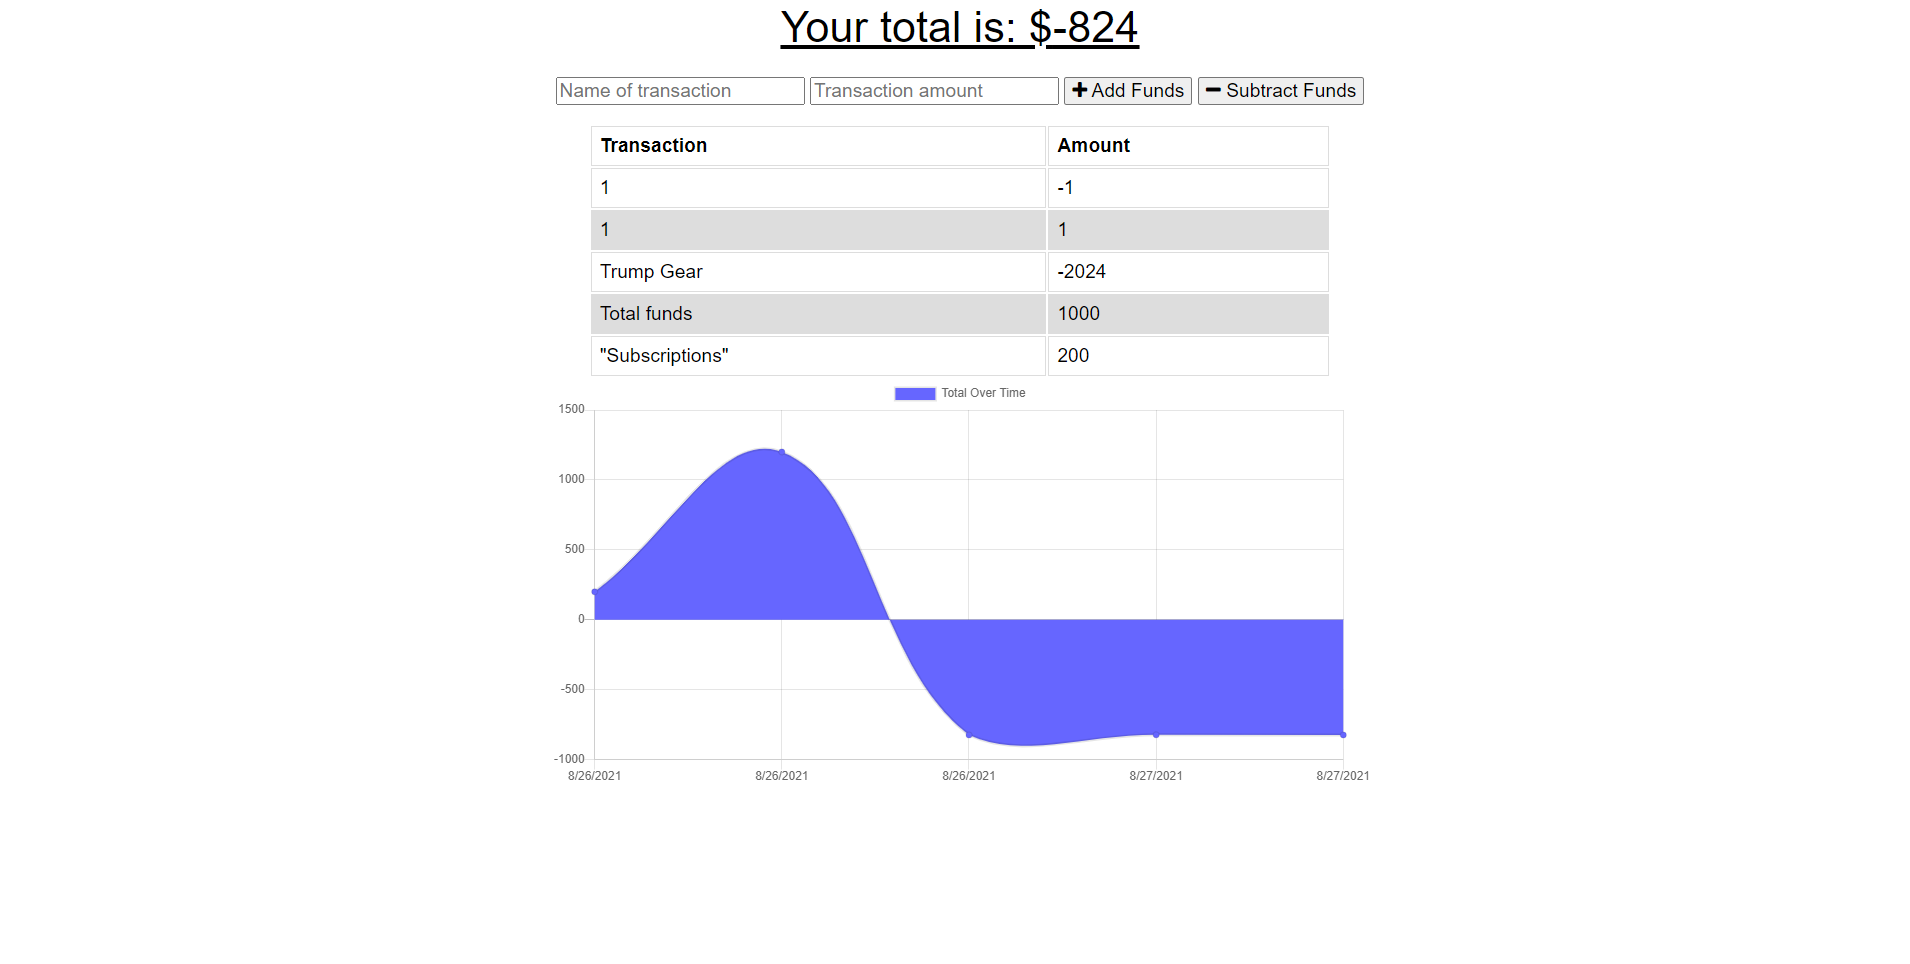 Your total is: $-824
Name of transaction Transaction amount Add Funds Subtract Funds
Transaction Amount
1 -1
1 1
Trump Gear -2024
Total funds 1000
"Subscriptions" 200
Total Over Time
1500
1000
500
0
-500
-1000
8/26/2021 8/26/2021 8/26/2021 8/27/2021 8/27/2021